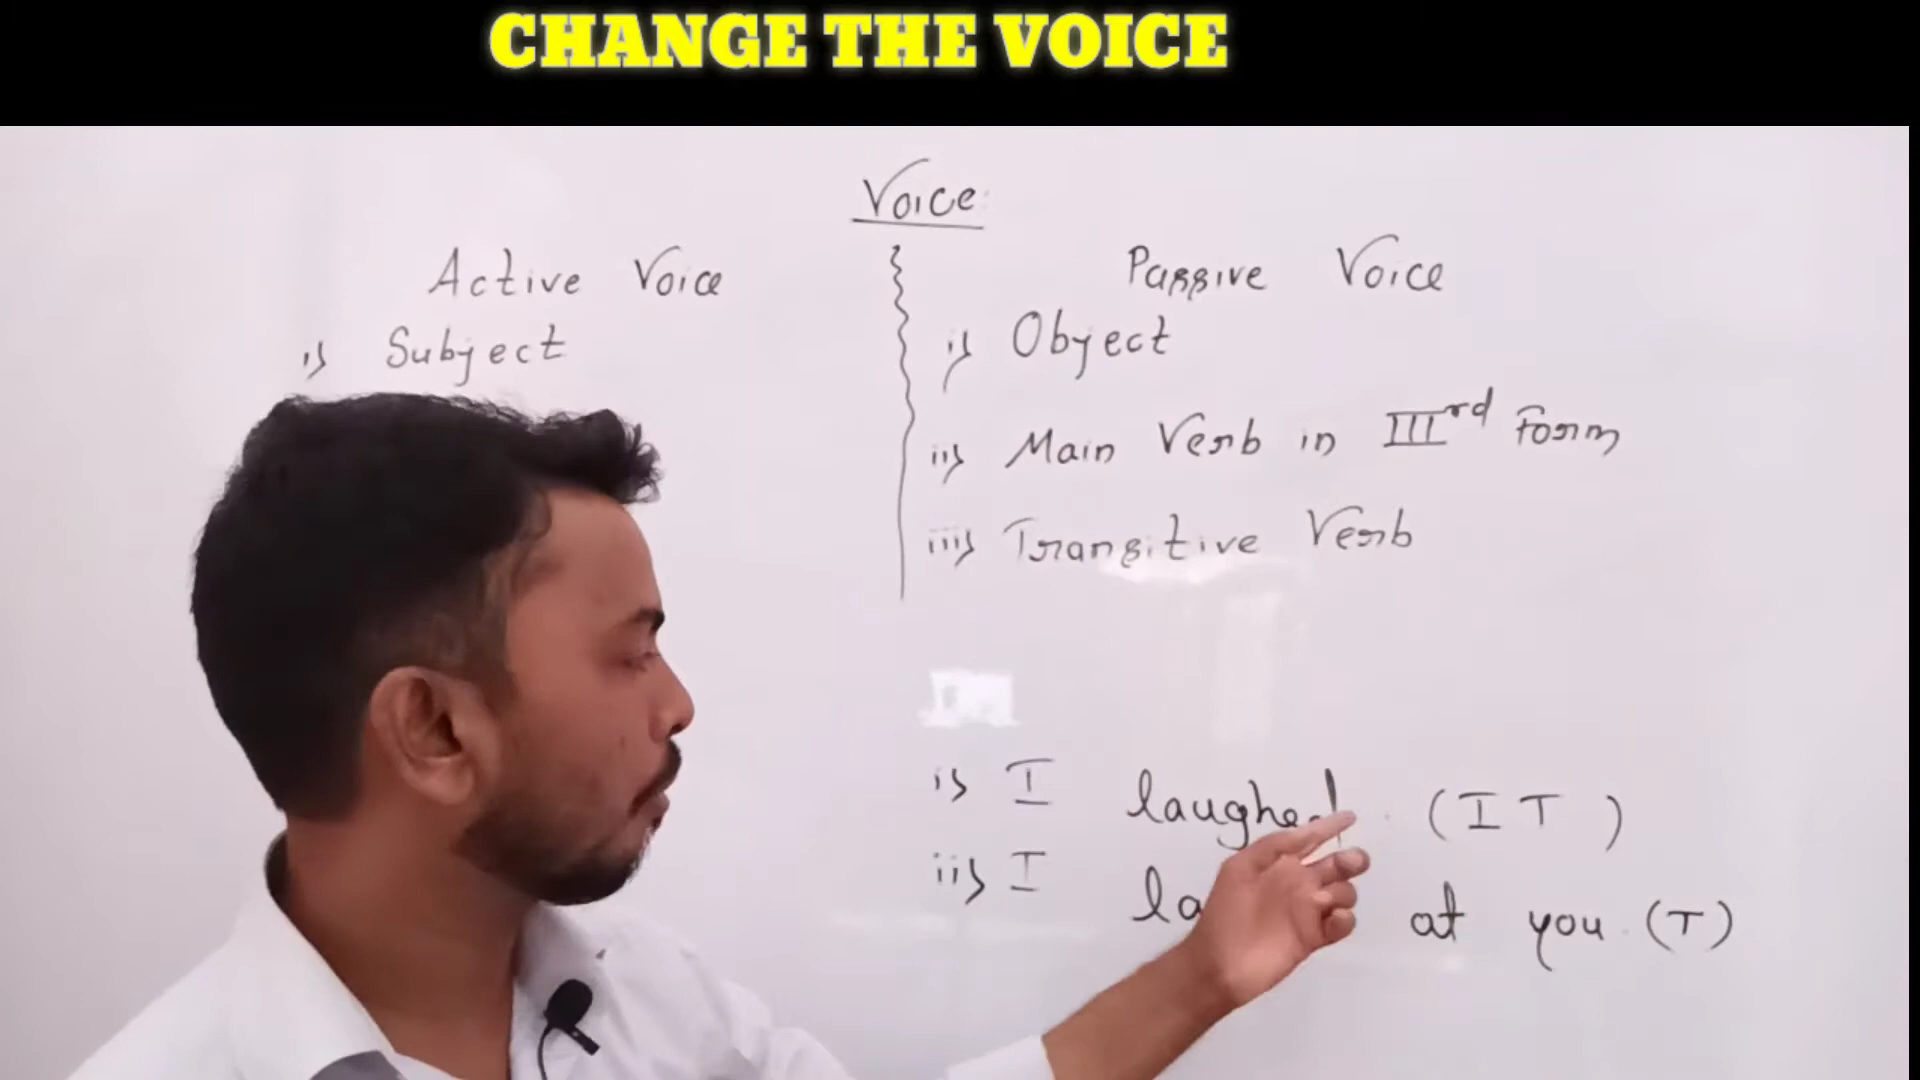 CHANGE THE VOICE
Voice
Active Voice
i) Subject
Passive Voice
i) Object
ii) Main Verb in IIIrd Form
iii) Transitive Verb
i) I laughed (IT)
ii) I at you (T)